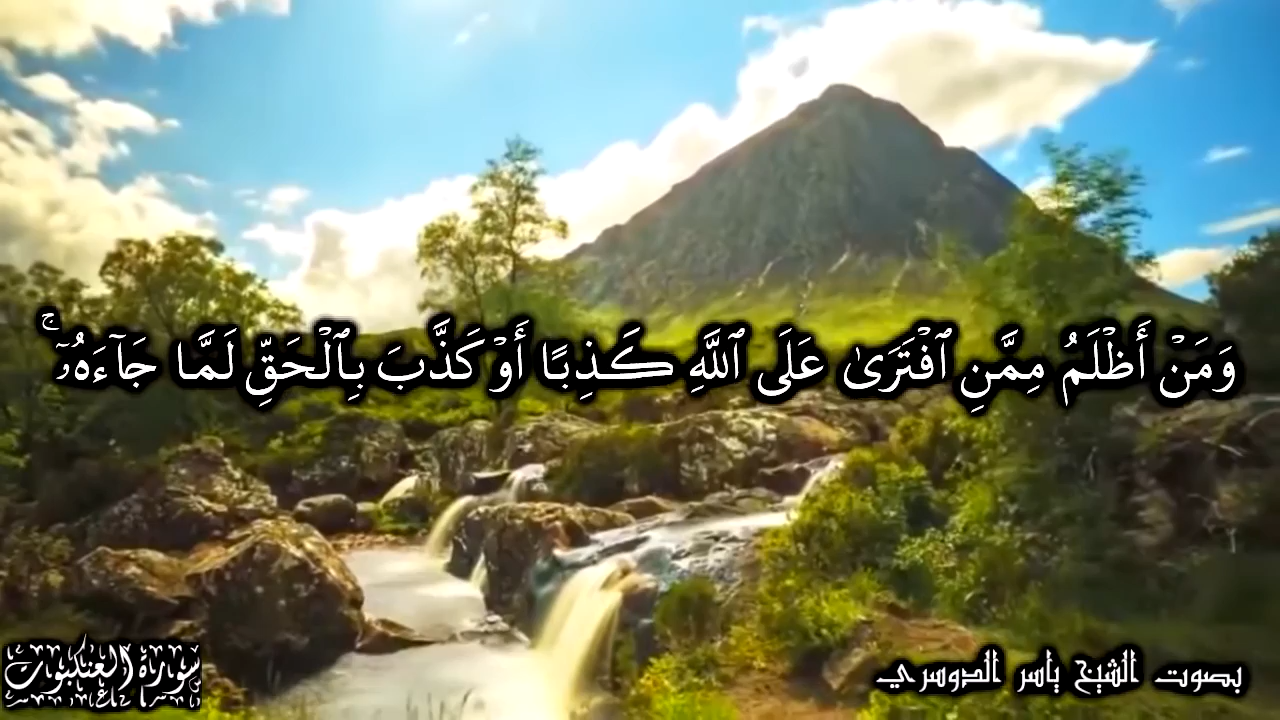 وَمَنْ أَظْلَمُ مِمَّنِ ٱفْتَرَىٰ عَلَى ٱللَّهِ كَذِبًا أَوْ كَذَّبَ بِٱلْحَقِّ لَمَّا جَآءَهُۥٓ ۚ
سورة العنكبوت
بصوت الشيخ ياسر الدوسري